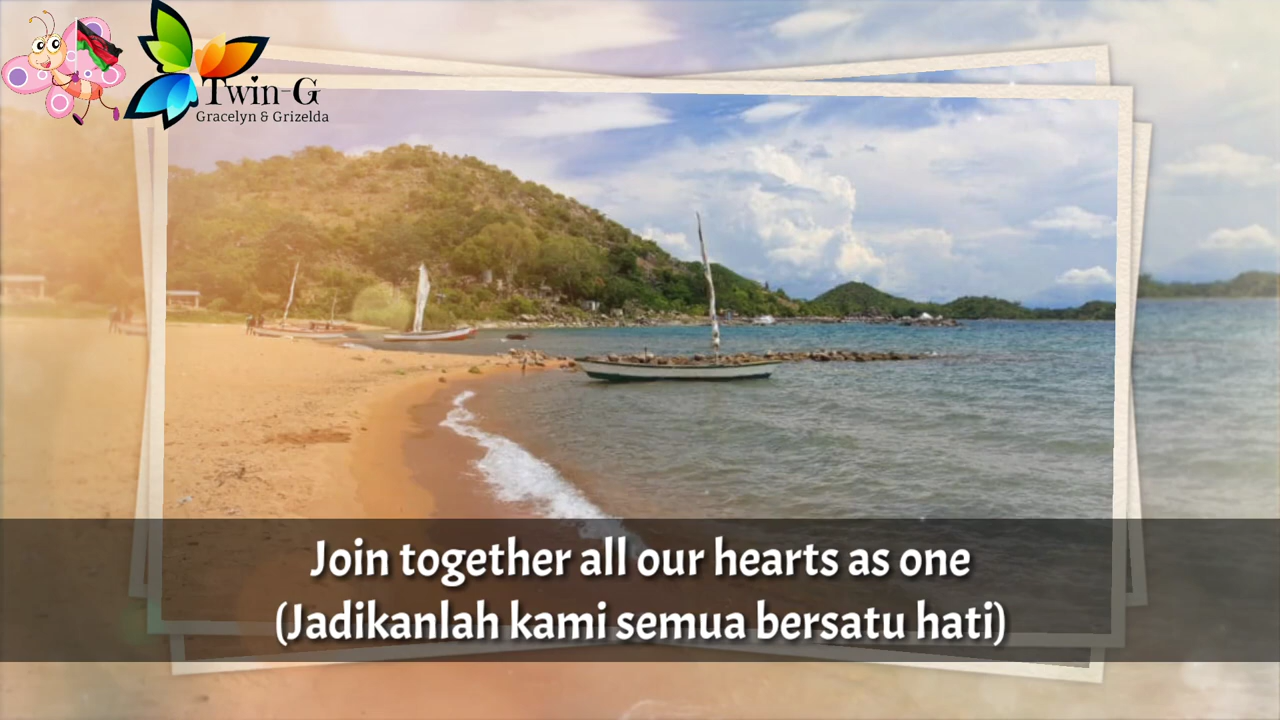 Twin-G
Gracelyn & Grizelda
Join together all our hearts as one
(Jadikanlah kami semua bersatu hati)